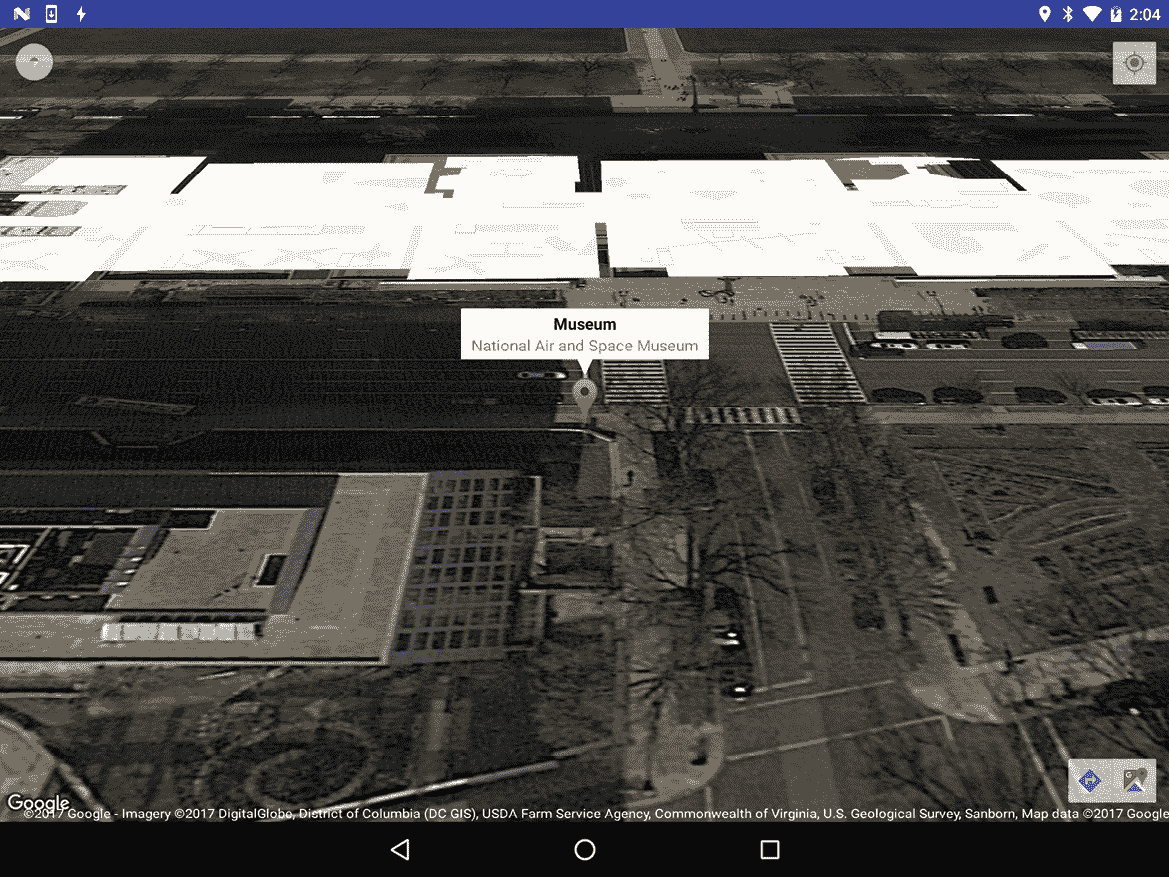 2:04
Museum
National Air and Space Museum
Google
©2017 Google - Imagery ©2017 DigitalGlobe, District of Columbia (DC GIS), USDA Farm Service Agency, Commonwealth of Virginia, U.S. Geological Survey, Sanborn, Map data ©2017 Google